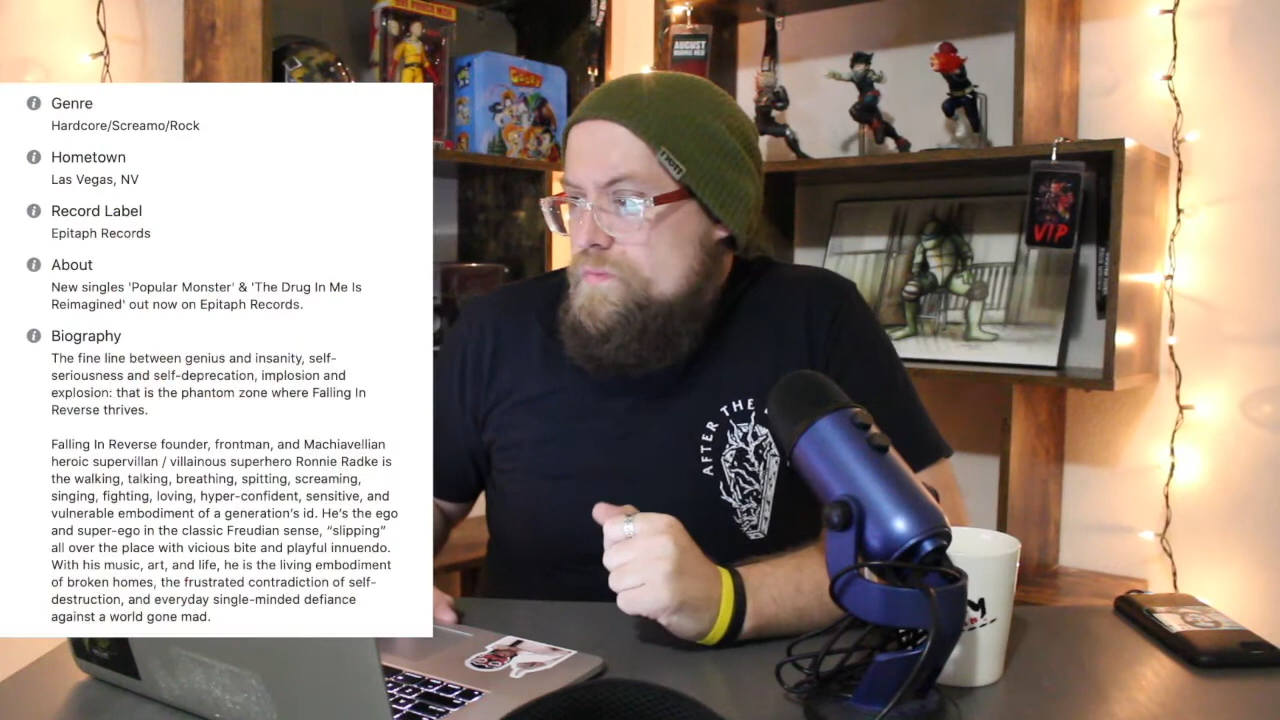 Genre
Hardcore/Screamo/Rock
Hometown
Las Vegas, NV
Record Label
Epitaph Records
About
New singles 'Popular Monster' & 'The Drug In Me Is
Reimagined' out now on Epitaph Records.
Biography
The fine line between genius and insanity, self-
seriousness and self-deprecation, implosion and
explosion: that is the phantom zone where Falling In
Reverse thrives.
Falling In Reverse founder, frontman, and Machiavellian
heroic supervillan / villainous superhero Ronnie Radke is
the walking, talking, breathing, spitting, screaming,
singing, fighting, loving, hyper-confident, sensitive, and
vulnerable embodiment of a generation's id. He's the ego
and super-ego in the classic Freudian sense, “slipping”
all over the place with vicious bite and playful innuendo.
With his music, art, and life, he is the living embodiment
of broken homes, the frustrated contradiction of self-
destruction, and everyday single-minded defiance
against a world gone mad.
AUGUST
VIP
AFTER THE